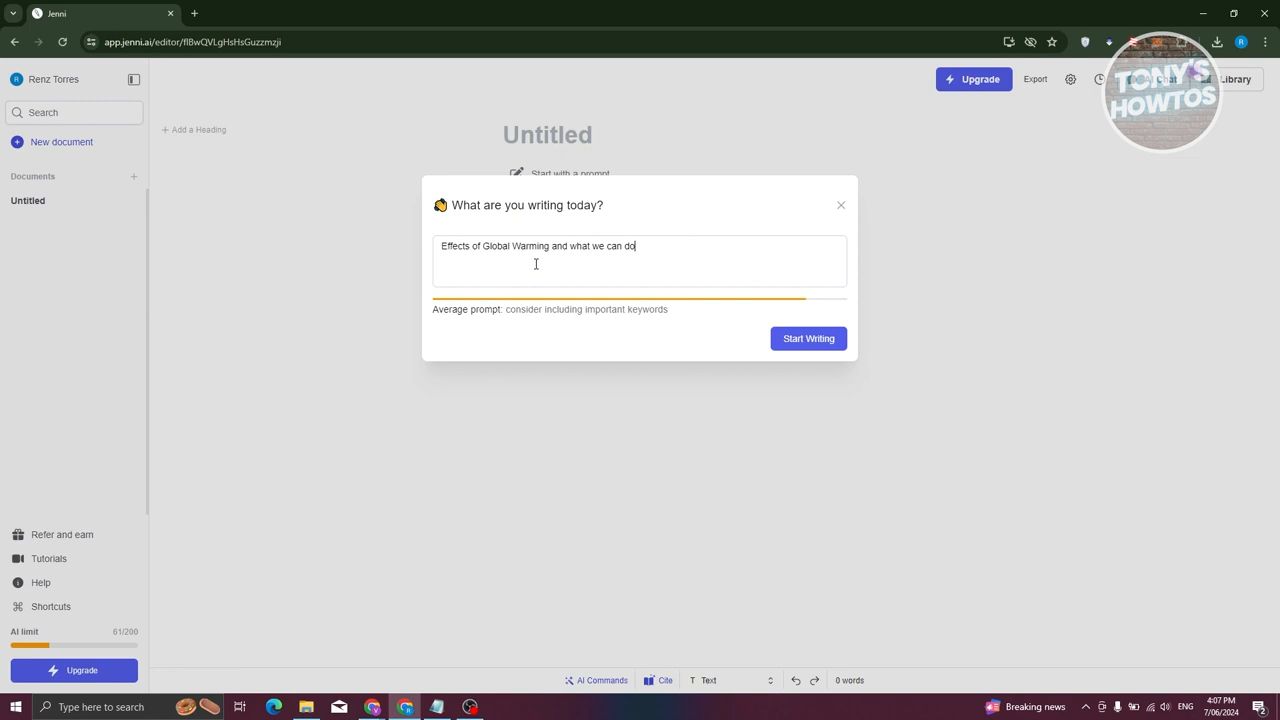 Jenni
app.jenni.ai/editor/flBwQVLgHsHsGuzzmzji
Renz Torres
Upgrade
Export
AI Chat
Library
TONY'S
HOWTOS
Search
+ Add a Heading
Untitled
New document
Documents
Start with a prompt
Untitled
What are you writing today?
Effects of Global Warming and what we can do
Average prompt: consider including important keywords
Start Writing
Refer and earn
Tutorials
Help
Shortcuts
AI limit 61/200
Upgrade
AI Commands
Cite
T Text
0 words
Type here to search
Breaking news
ENG
4:07 PM
7/06/2024